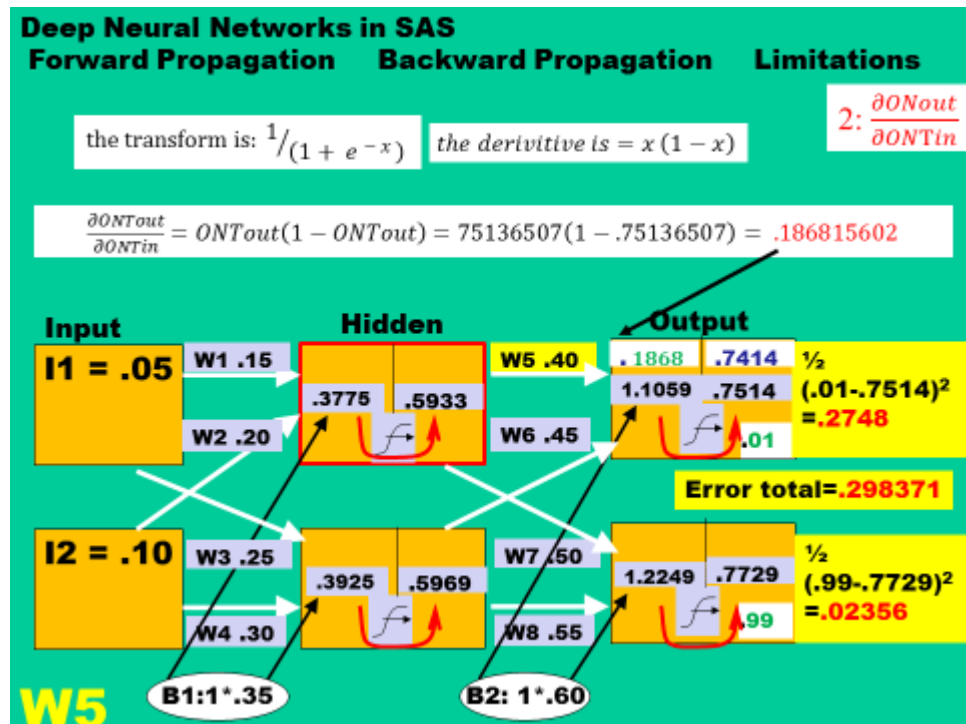 Deep Neural Networks in SAS
Forward Propagation Backward Propagation Limitations
the transform is: 1/(1 + e^-x)
the derivitive is = x (1 − x)
2: ∂ONout/∂ONTin
∂ONTout/∂ONTin = ONTout(1 − ONTout) = 75136507(1 − .75136507) = .186815602
Input
Hidden
Output
I1 = .05
W1 .15
W2 .20
.3775
.5933
W5 .40
W6 .45
. 1868
.7414
1.1059
.7514
.01
½
(.01-.7514)²
=.2748
Error total=.298371
I2 = .10
W3 .25
W4 .30
.3925
.5969
W7 .50
W8 .55
1.2249
.7729
.99
½
(.99-.7729)²
=.02356
B1:1*.35
B2: 1*.60
W5